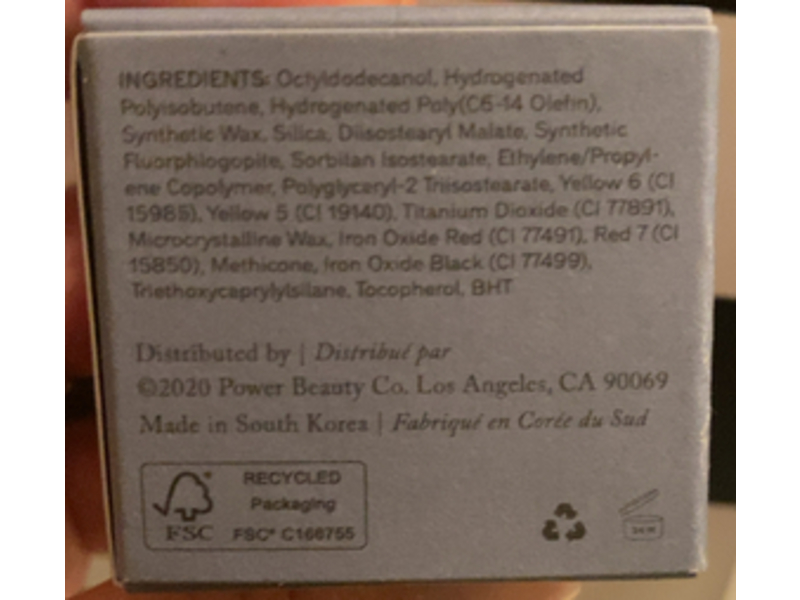 INGREDIENTS: Octyldodecanol, Hydrogenated
Polyisobutene, Hydrogenated Poly(C6-14 Olefin),
Synthetic Wax, Silica, Diisostearyl Malate, Synthetic
Fluorphlogopite, Sorbitan Isostearate, Ethylene/Propyl-
ene Copolymer, Polyglyceryl-2 Triisostearate, Yellow 6 (CI
15985), Yellow 5 (CI 19140), Titanium Dioxide (CI 77891),
Microcrystalline Wax, Iron Oxide Red (CI 77491), Red 7 (CI
15850), Methicone, Iron Oxide Black (CI 77499),
Triethoxycaprylylsilane, Tocopherol, BHT
Distributed by | Distribué par
©2020 Power Beauty Co. Los Angeles, CA 90069
Made in South Korea | Fabriqué en Corée du Sud
RECYCLED
Packaging
FSC FSC® C166755